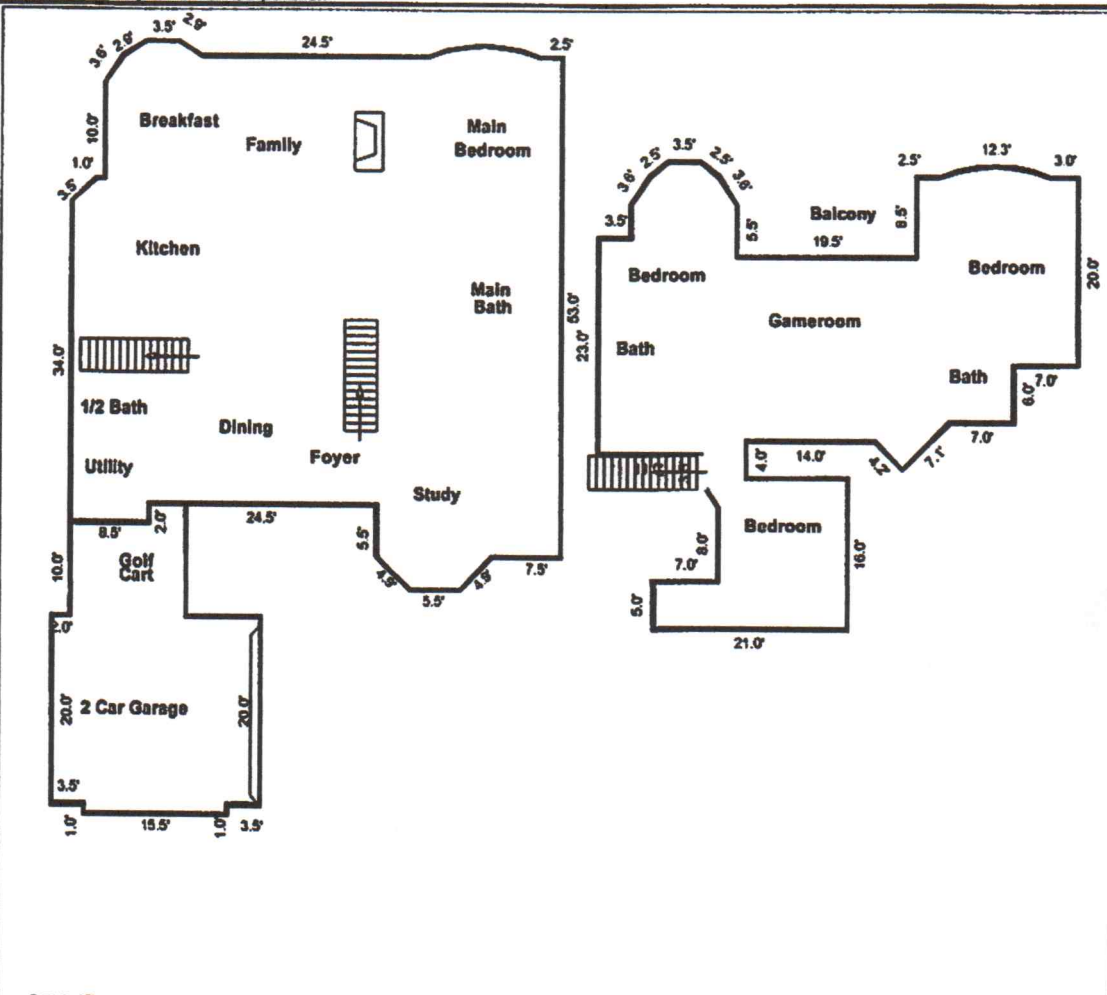 3.5'
2.9'
2.9'
3.6'
24.5'
2.5'
10.0'
Breakfast
Family
Main
Bedroom
1.0'
3.5'
Kitchen
Main
Bath
53.0'
34.0'
1/2 Bath
Dining
Utility
Foyer
Study
2.0'
24.5'
5.5'
4.9'
5.5'
4.9'
7.5'
10.0'
Golf
Cart
2.0'
20.0'
2 Car Garage
20.0'
3.5'
1.0'
15.5'
1.0'
3.5'
3.6'
2.5'
3.5'
2.5'
3.6'
3.5'
5.5'
Balcony
19.5'
8.5'
2.5'
12.3'
3.0'
Bedroom
Bedroom
20.0'
Gameroom
23.0'
Bath
Bath
7.0'
6.0'
7.0'
7.1'
4.2'
14.0'
4.0'
Bedroom
8.0'
16.0'
7.0'
5.0'
21.0'